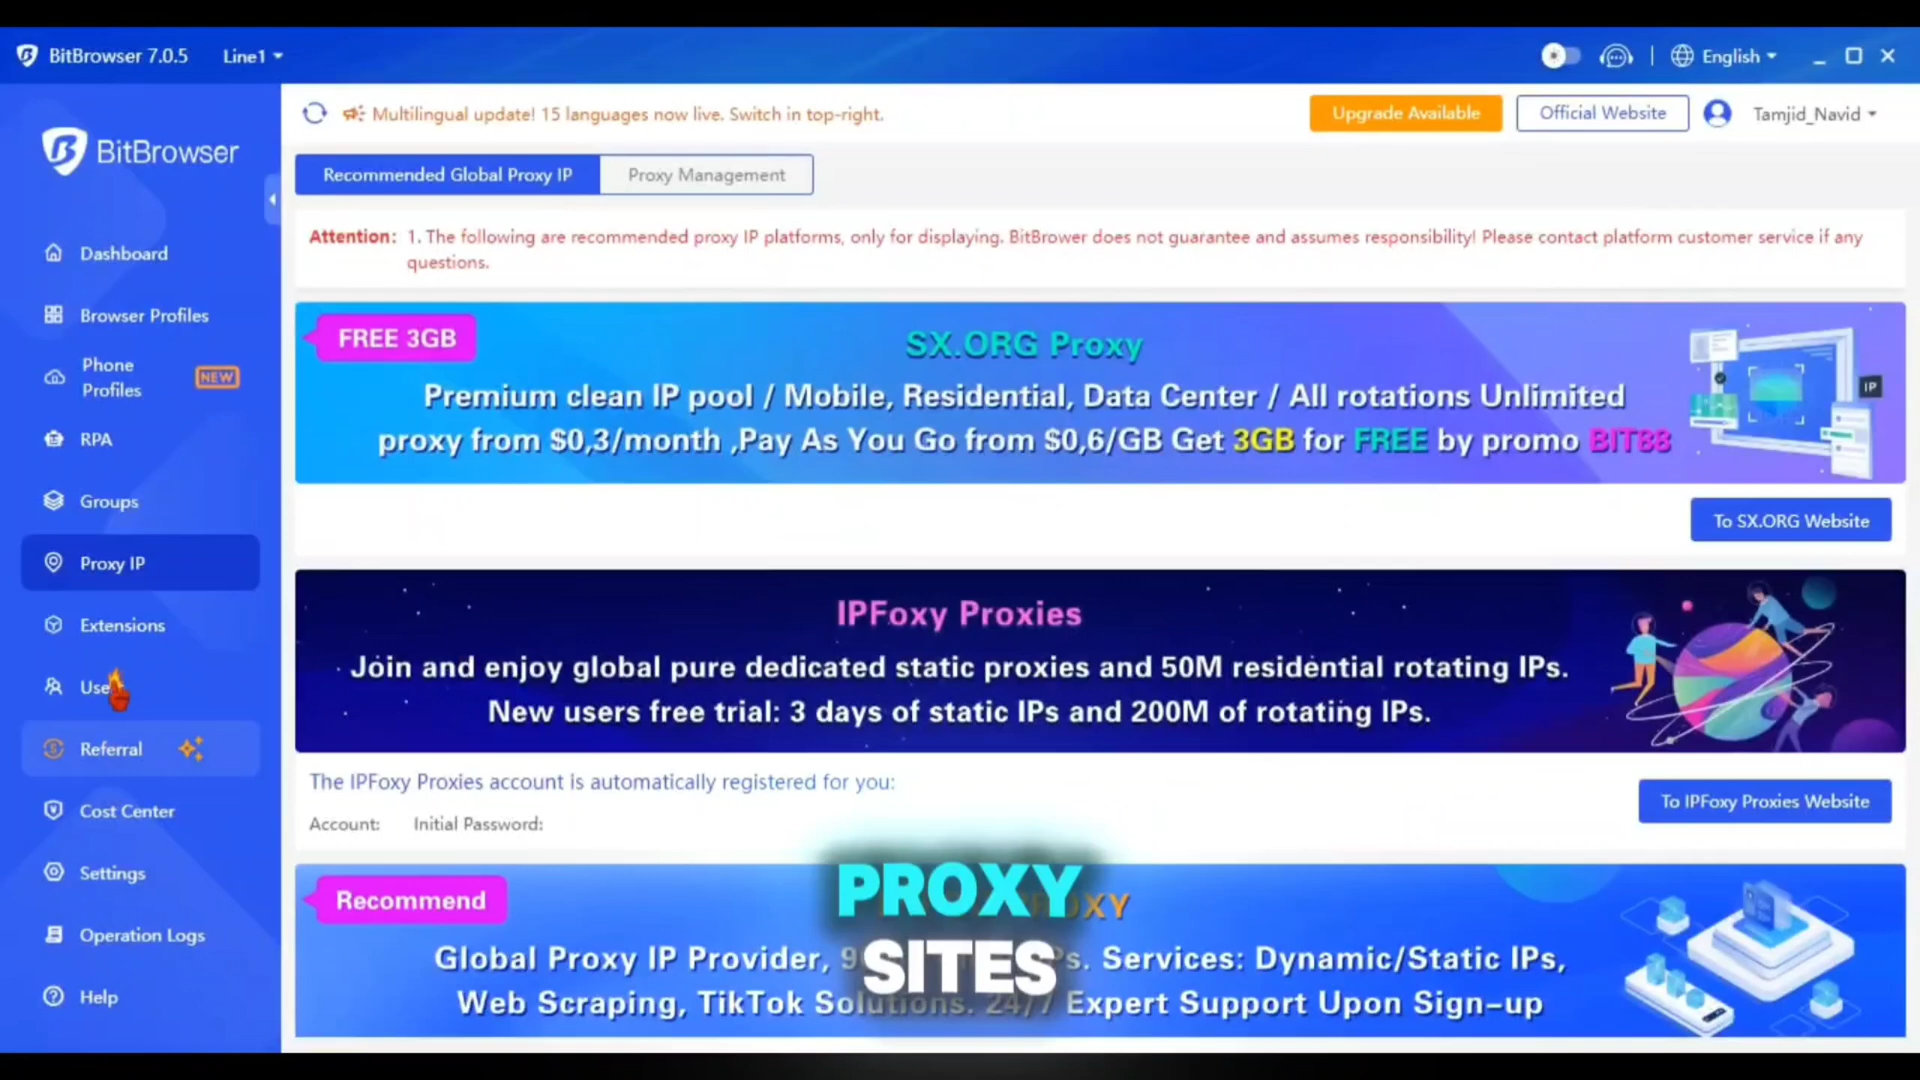 BitBrowser 7.0.5
Line1
English
BitBrowser
Multilingual update! 15 languages now live. Switch in top-right.
Upgrade Available
Official Website
Tamjid_Navid
Recommended Global Proxy IP
Proxy Management
Attention: 1. The following are recommended proxy IP platforms, only for displaying. BitBrower does not guarantee and assumes responsibility! Please contact platform customer service if any
questions.
Dashboard
Browser Profiles
Phone
Profiles
NEW
RPA
Groups
Proxy IP
Extensions
Use
Referral
Cost Center
Settings
Operation Logs
Help
FREE 3GB
SX.ORG Proxy
Premium clean IP pool / Mobile, Residential, Data Center / All rotations Unlimited
proxy from $0,3/month ,Pay As You Go from $0,6/GB Get 3GB for FREE by promo BIT88
IP
To SX.ORG Website
IPFoxy Proxies
Join and enjoy global pure dedicated static proxies and 50M residential rotating IPs.
New users free trial: 3 days of static IPs and 200M of rotating IPs.
The IPFoxy Proxies account is automatically registered for you:
Account: Initial Password:
To IPFoxy Proxies Website
Recommend
PROXY
SITES
Global Proxy IP Provider, Services: Dynamic/Static IPs,
Web Scraping, TikTok Solutions. 24/7 Expert Support Upon Sign-up